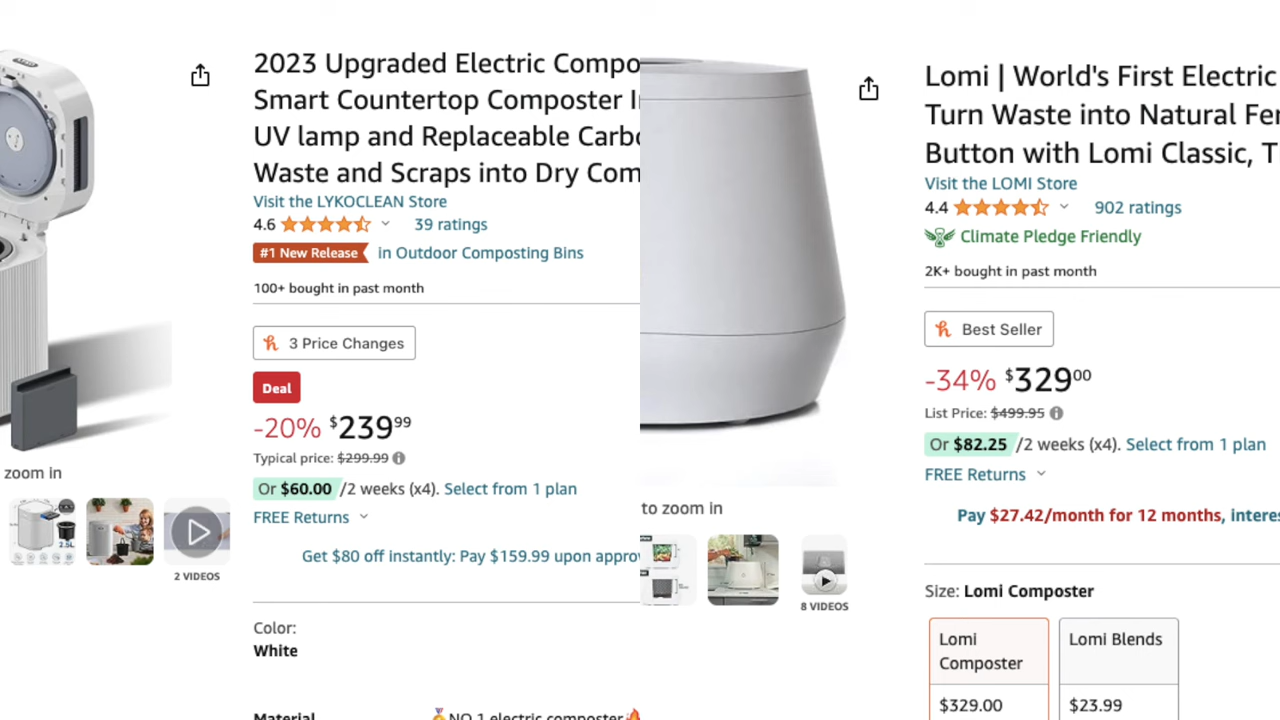 2023 Upgraded Electric Compo
Smart Countertop Composter I
UV lamp and Replaceable Carb
Waste and Scraps into Dry Com
Visit the LYKOCLEAN Store
4.6
39 ratings
#1 New Release in Outdoor Composting Bins
100+ bought in past month
3 Price Changes
Deal
-20% $239 99
Typical price: $299.99
Or $60.00 /2 weeks (x4). Select from 1 plan
FREE Returns
Get $80 off instantly: Pay $159.99 upon appro
zoom in
2.5L
2 VIDEOS
Color:
White
Material
NO.1 electric composter
Lomi | World's First Electric
Turn Waste into Natural Fer
Button with Lomi Classic, T
Visit the LOMI Store
4.4
902 ratings
Climate Pledge Friendly
2K+ bought in past month
Best Seller
-34% $329 00
List Price: $499.95
Or $82.25 /2 weeks (x4). Select from 1 plan
FREE Returns
Pay $27.42/month for 12 months, interes
to zoom in
8 VIDEOS
Size: Lomi Composter
Lomi
Composter
$329.00
Lomi Blends
$23.99